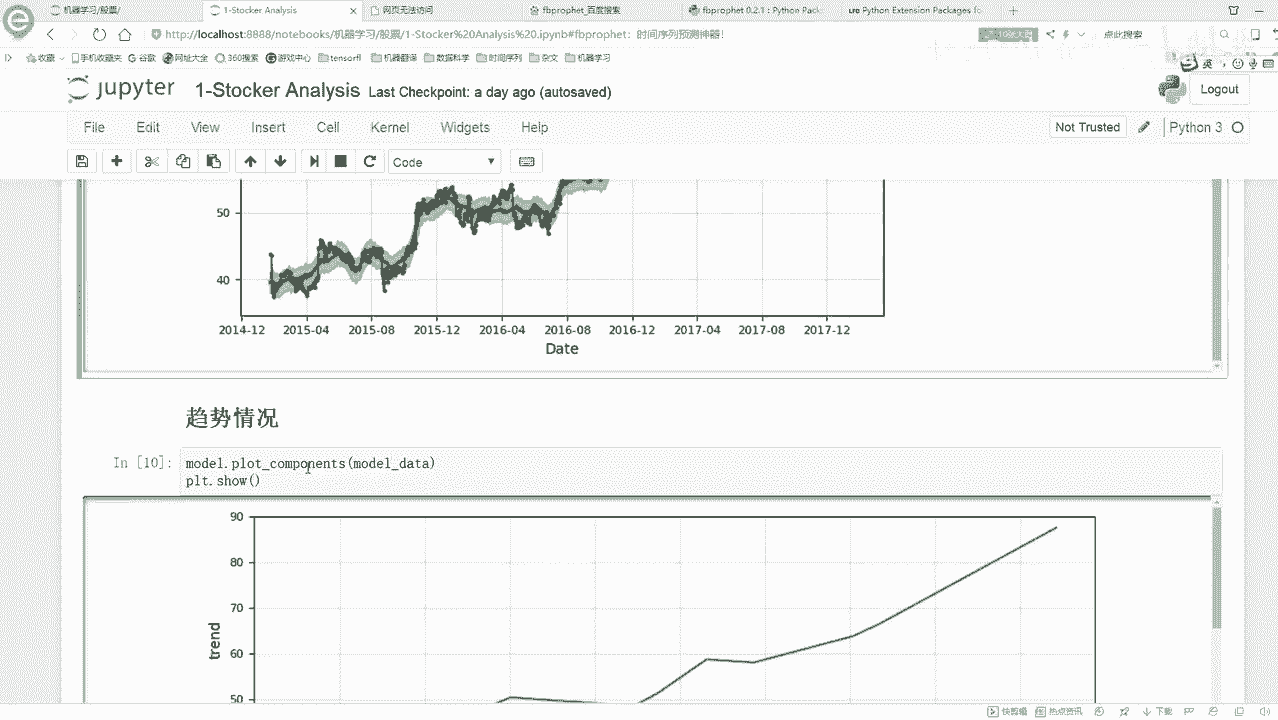 机器学习/股票/
1-Stocker Analysis
网页无法访问
fbprophet_百度搜索
fbprophet 0.2.1 : Python Pack
LFD Python Extension Packages fo
http://localhost:8888/notebooks/机器学习/股票/1-Stocker%20Analysis%20.ipynb#fbprophet：时间序列预测神器！
点此搜索
收藏
手机收藏夹
谷歌
网址大全
360搜索
游戏中心
tensorfl
机器翻译
数据科学
时间序列
杂文
机器学习
英
jupyter
1-Stocker Analysis
Last Checkpoint: a day ago (autosaved)
Logout
File
Edit
View
Insert
Cell
Kernel
Widgets
Help
Not Trusted
Python 3
Code
50
40
2014-12
2015-04
2015-08
2015-12
2016-04
2016-08
2016-12
2017-04
2017-08
2017-12
Date
趋势情况
In [10]:
model.plot_components(model_data)
plt.show()
90
80
70
60
50
trend
快剪辑
热点资讯
下载